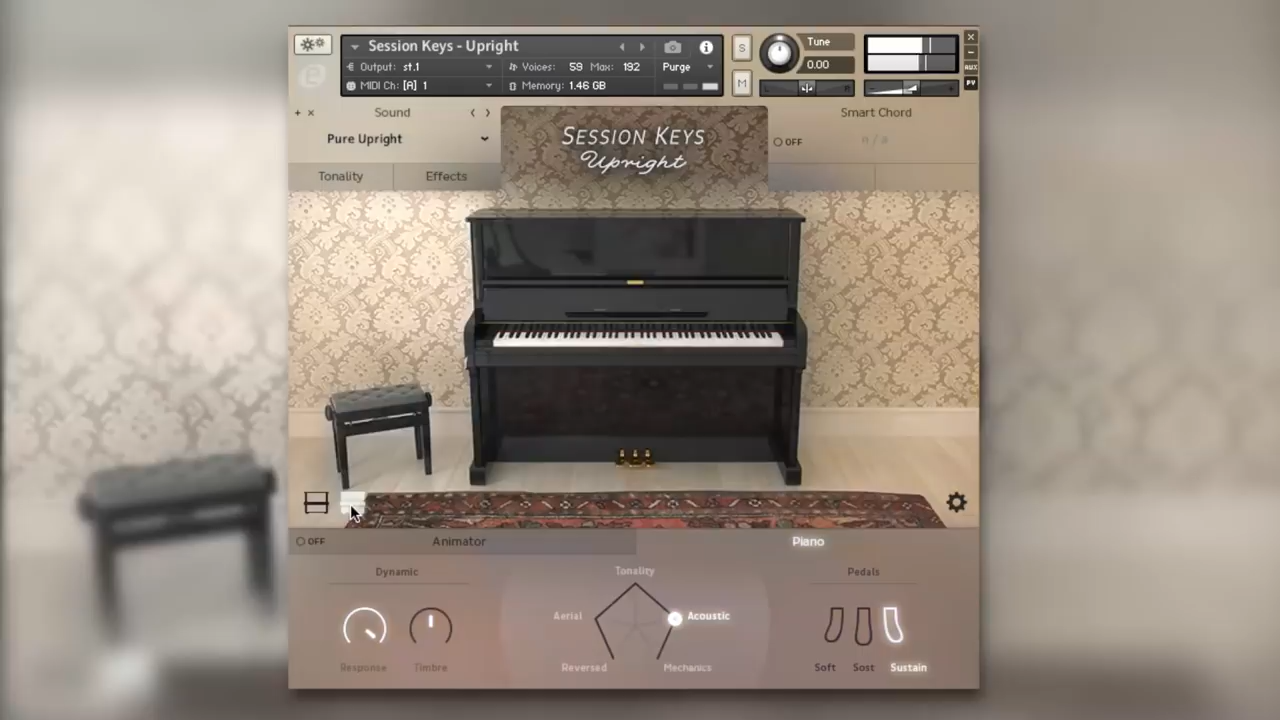 Session Keys - Upright
Output: st.1
Voices: 59 Max: 192
Purge
MIDI Ch: [A] 1
Memory: 1.46 GB
S
M
Tune
0.00
L
R
AUX
PV
Sound
Pure Upright
SESSION KEYS
Upright
OFF
Smart Chord
n / a
Tonality
Effects
OFF
Animator
Piano
Dynamic
Response
Timbre
Tonality
Aerial
Acoustic
Reversed
Mechanics
Pedals
Soft
Sost
Sustain